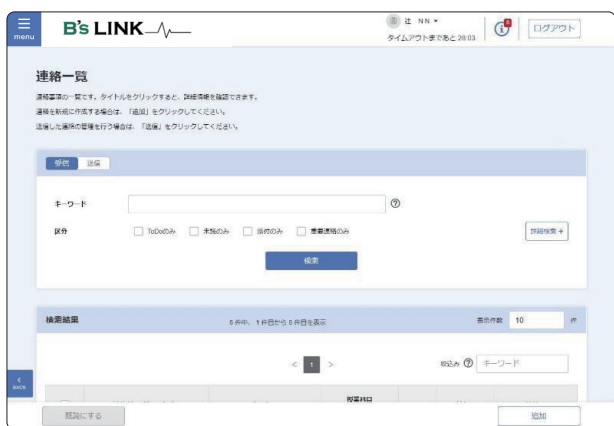 menu
B's LINK
辻 NN
タイムアウトまであと 28:03
ログアウト
連絡一覧
連絡事項の一覧です。タイトルをクリックすると、詳細情報を確認できます。
連絡を新規に作成する場合は、「追加」をクリックしてください。
送信した連絡の管理を行う場合は、「送信」をクリックしてください。
受信 送信
キーワード
区分 ToDoのみ 未読のみ 添付のみ 重要連絡のみ
詳細検索 +
検索
検索結果 表示件数 10 件
件中、1件目から
件目を表示
< 1 >
絞込み キーワード
BACK
授業科目
既読にする 追加